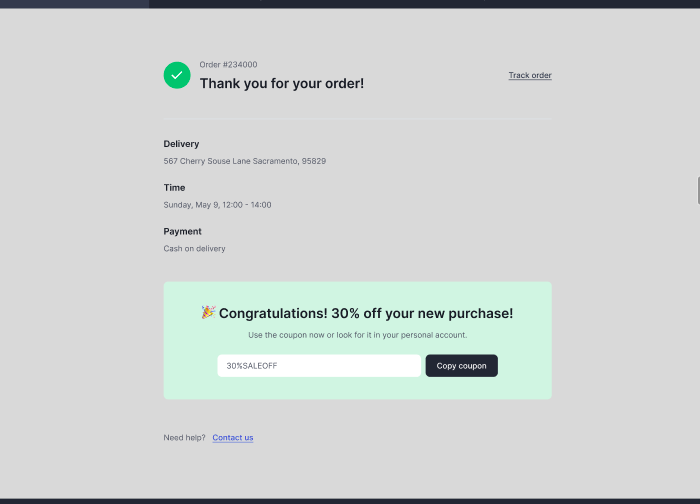 Order #234000
Thank you for your order!
Track order
Delivery
567 Cherry Souse Lane Sacramento, 95829
Time
Sunday, May 9, 12:00 - 14:00
Payment
Cash on delivery
🎉 Congratulations! 30% off your new purchase!
Use the coupon now or look for it in your personal account.
30%SALEOFF
Copy coupon
Need help? Contact us